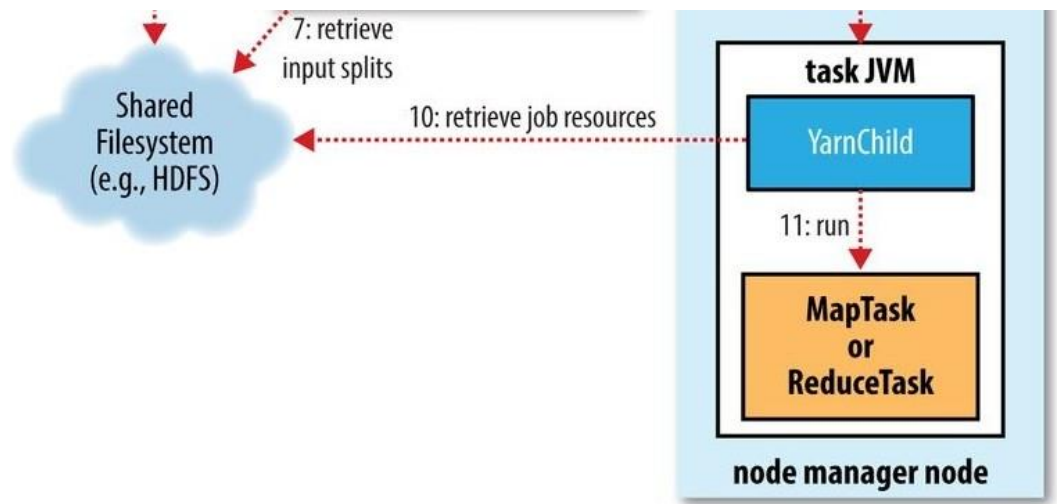 7: retrieve
input splits
task JVM
Shared
Filesystem
(e.g., HDFS)
10: retrieve job resources
YarnChild
11: run
MapTask
or
ReduceTask
node manager node